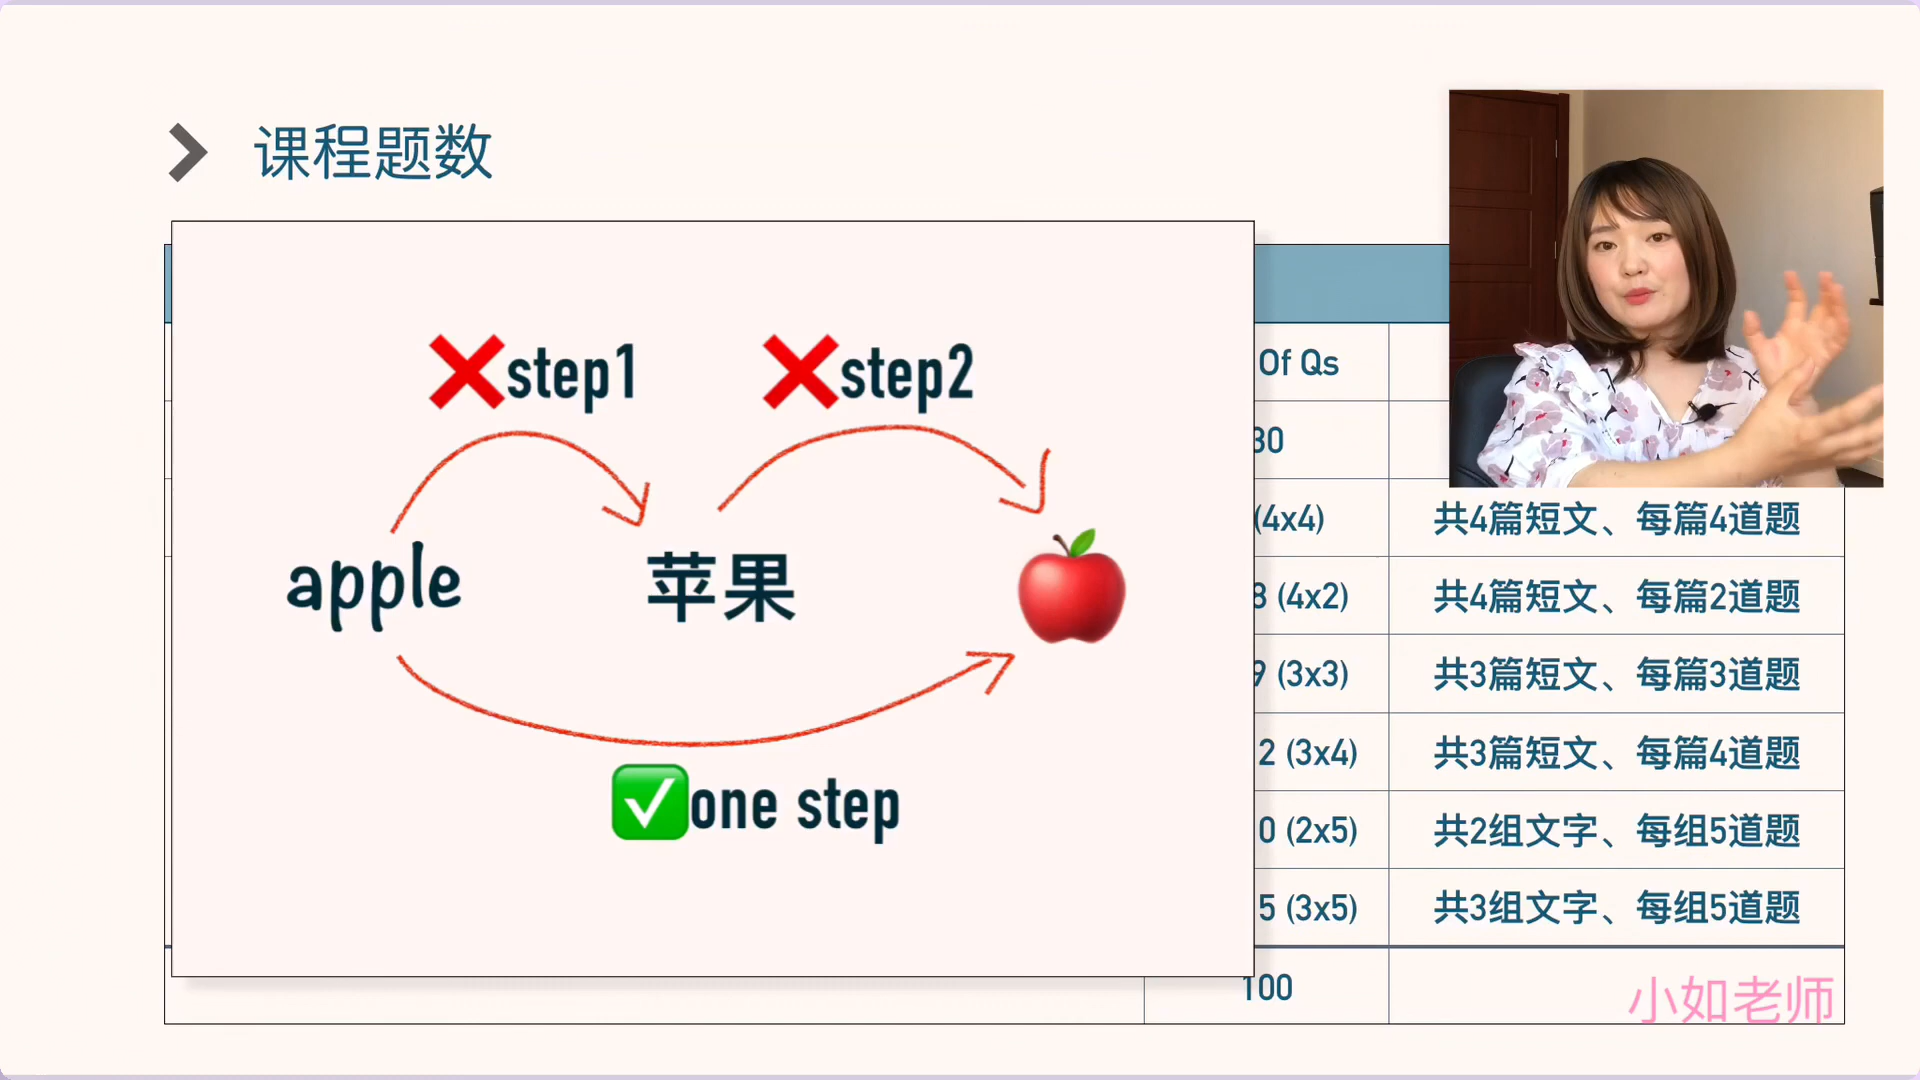 课程题数
❌step1 ❌step2
apple 苹果
✅one step
Of Qs
30
(4x4) 共4篇短文、每篇4道题
8 (4x2) 共4篇短文、每篇2道题
9 (3x3) 共3篇短文、每篇3道题
2 (3x4) 共3篇短文、每篇4道题
0 (2x5) 共2组文字、每组5道题
5 (3x5) 共3组文字、每组5道题
100
小如老师